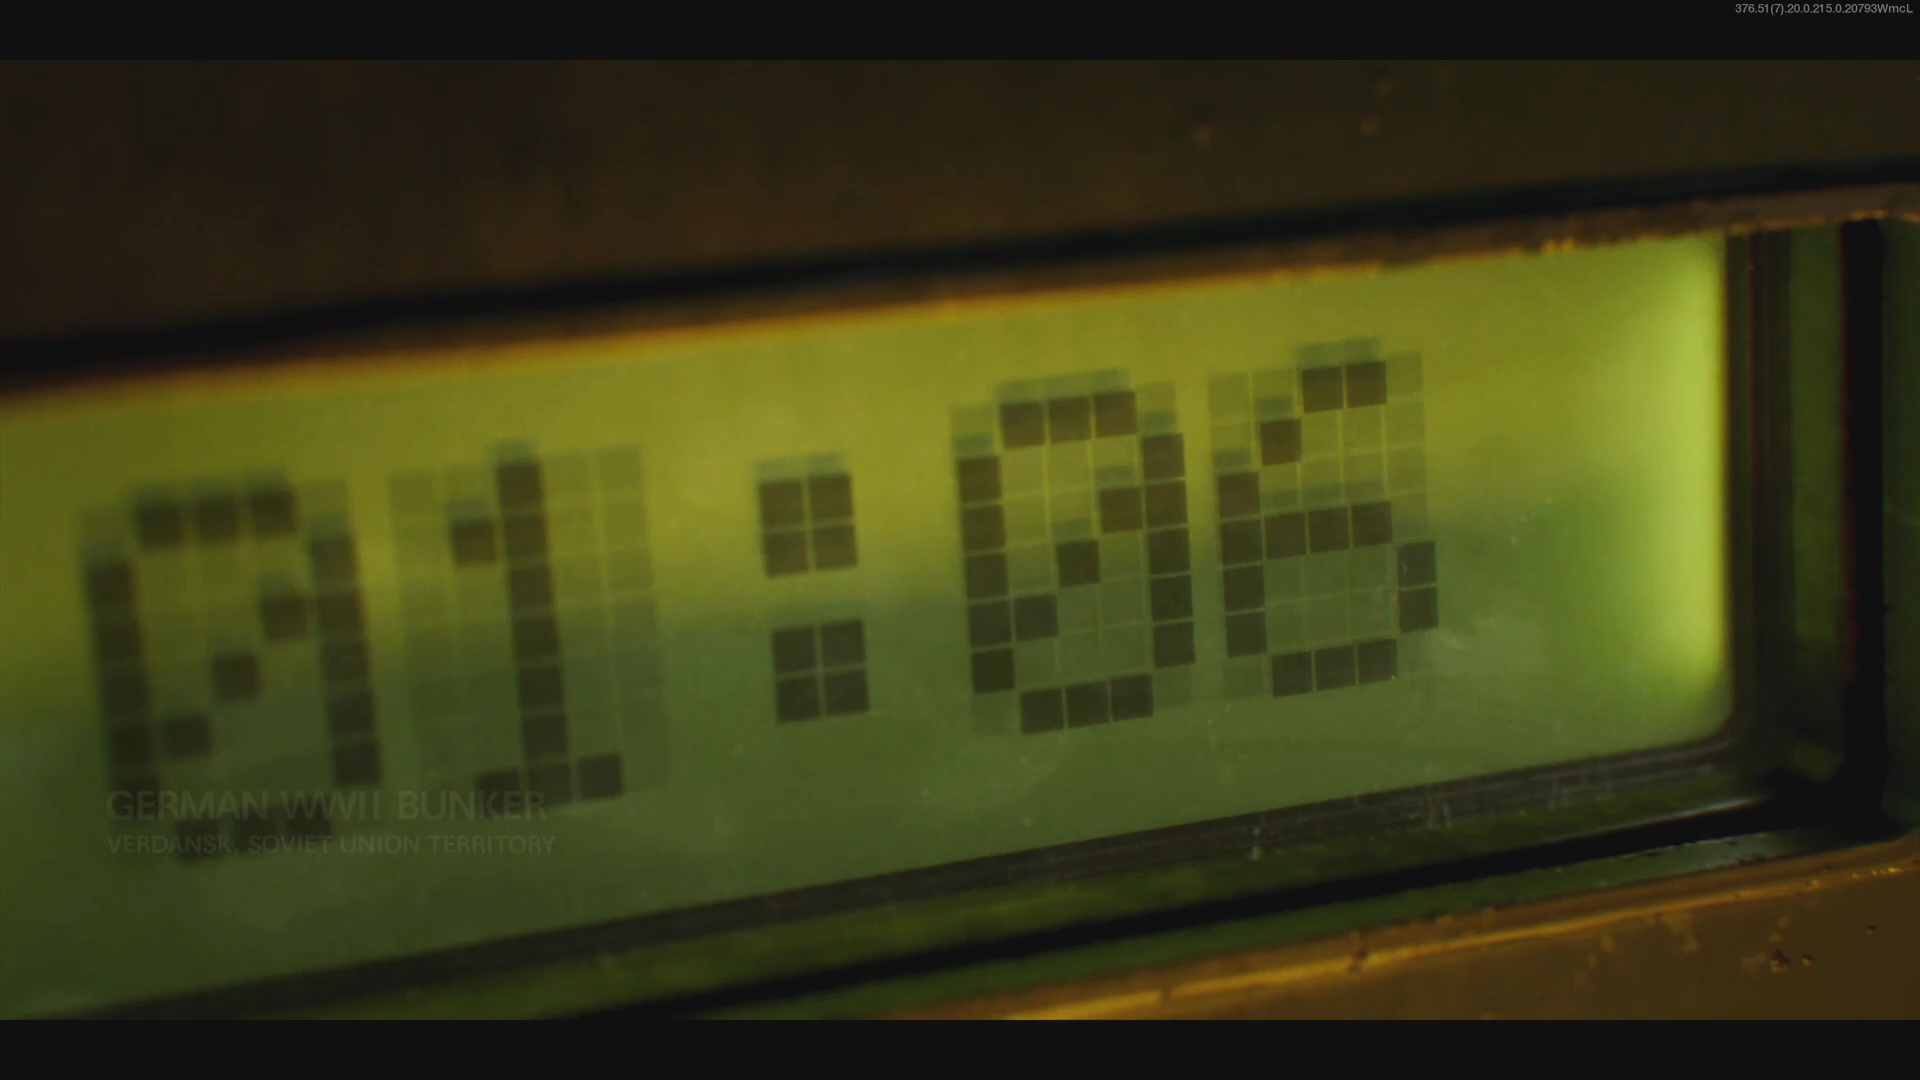 376.51(7).20.0.215.0.20793WmcL
01:06
GERMAN WWII BUNKER
VERDANSK, SOVIET UNION TERRITORY